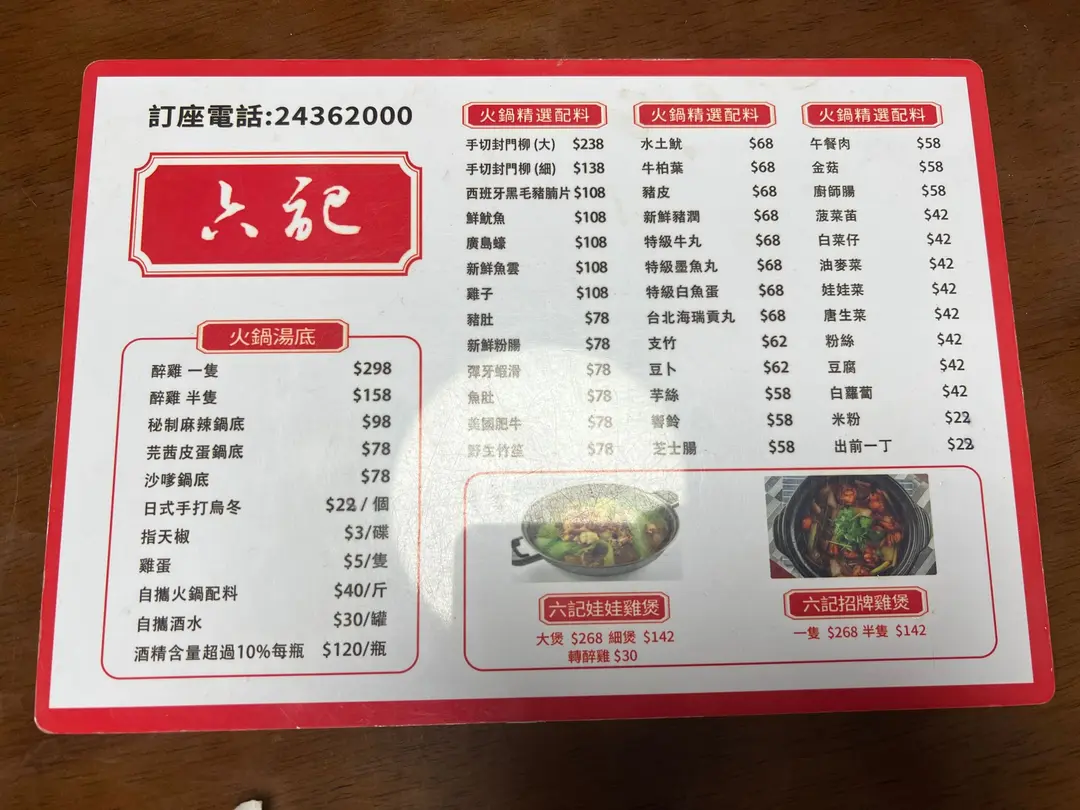 訂座電話:24362000
六記
火鍋湯底
醉雞 一隻 $298
醉雞 半隻 $158
秘制麻辣鍋底 $98
芫茜皮蛋鍋底 $78
沙嗲鍋底 $78
日式手打烏冬 $22 / 個
指天椒 $3/碟
雞蛋 $5/隻
自攜火鍋配料 $40/斤
自攜酒水 $30/罐
酒精含量超過10%每瓶 $120/瓶
火鍋精選配料
手切封門柳 (大) $238
手切封門柳 (細) $138
西班牙黑毛豬腩片 $108
鮮魷魚 $108
廣島蠔 $108
新鮮魚雲 $108
雞子 $108
豬肚 $78
新鮮粉腸 $78
彈牙蝦滑 $78
魚肚 $78
美國肥牛 $78
野生竹笙 $78
火鍋精選配料
水土魷 $68
牛柏葉 $68
豬皮 $68
新鮮豬潤 $68
特級牛丸 $68
特級墨魚丸 $68
特級白魚蛋 $68
台北海瑞貢丸 $68
支竹 $62
豆卜 $62
芋絲 $58
響鈴 $58
芝士腸 $58
火鍋精選配料
午餐肉 $58
金菇 $58
廚師腸 $58
菠菜苗 $42
白菜仔 $42
油麥菜 $42
娃娃菜 $42
唐生菜 $42
粉絲 $42
豆腐 $42
白蘿蔔 $42
米粉 $22
出前一丁 $22
六記娃娃雞煲
大煲 $268 細煲 $142
轉醉雞 $30
六記招牌雞煲
一隻 $268 半隻 $142